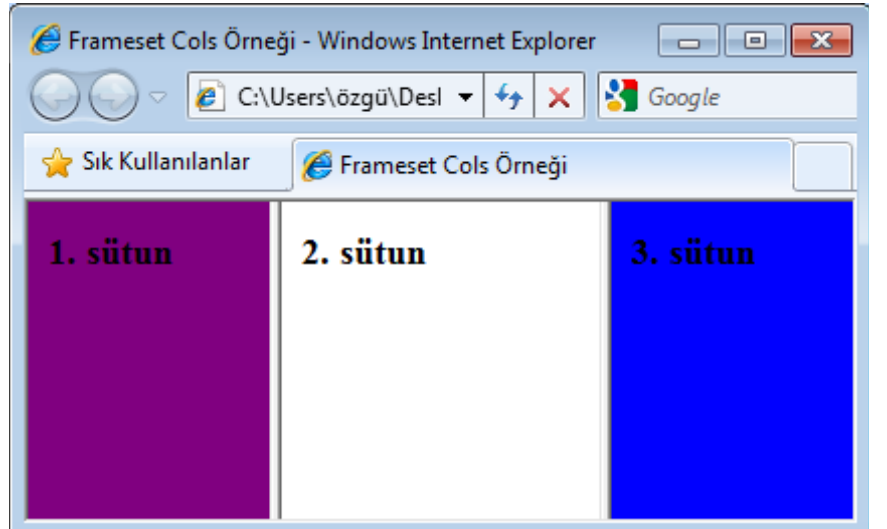 Frameset Cols Örneği - Windows Internet Explorer
C:\Users\özgü\Desl
Google
Sık Kullanılanlar
Frameset Cols Örneği
1. sütun
2. sütun
3. sütun